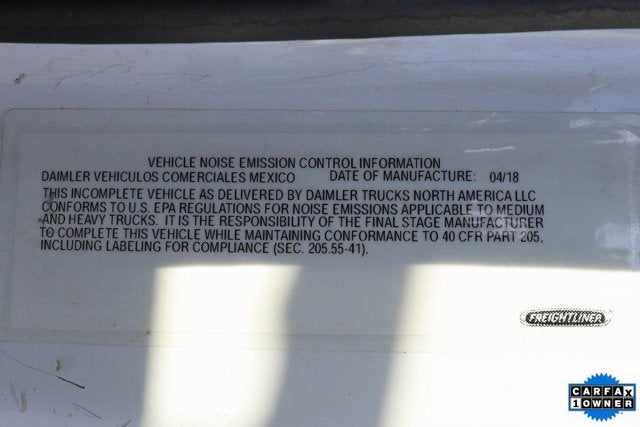 VEHICLE NOISE EMISSION CONTROL INFORMATION
DAIMLER VEHICULOS COMERCIALES MEXICO DATE OF MANUFACTURE: 04/18
THIS INCOMPLETE VEHICLE AS DELIVERED BY DAIMLER TRUCKS NORTH AMERICA LLC
CONFORMS TO U.S. EPA REGULATIONS FOR NOISE EMISSIONS APPLICABLE TO MEDIUM
AND HEAVY TRUCKS. IT IS THE RESPONSIBILITY OF THE FINAL STAGE MANUFACTURER
TO COMPLETE THIS VEHICLE WHILE MAINTAINING CONFORMANCE TO 40 CFR PART 205,
INCLUDING LABELING FOR COMPLIANCE (SEC. 205.55-41).
FREIGHTLINER
CARFAX
1 OWNER